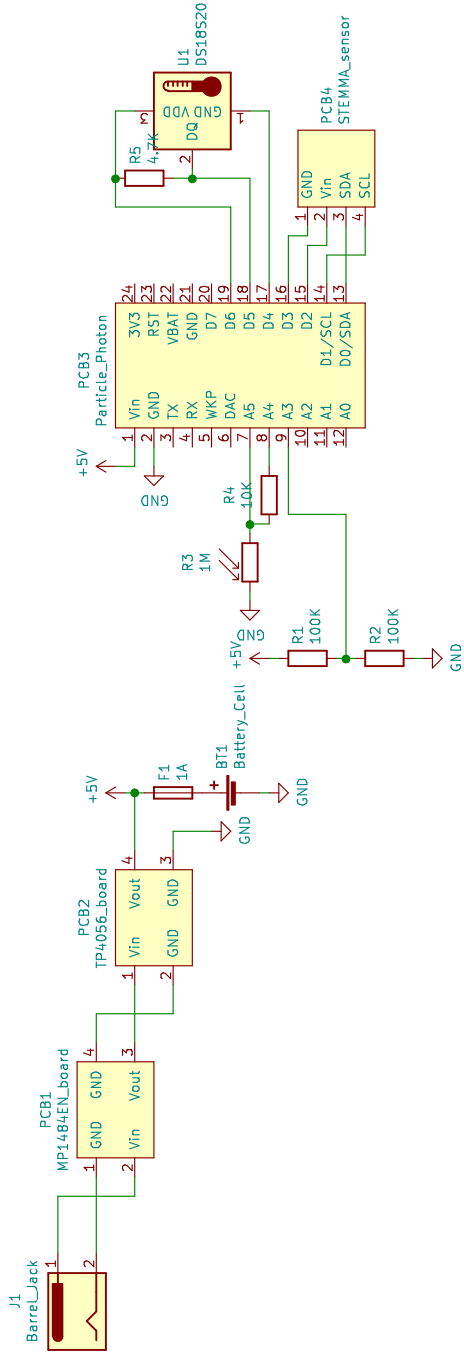 J1
Barrel_Jack
1
2
PCB1
MP1484EN_board
1
GND
GND
4
2
Vin
Vout
3
PCB2
TP4056_board
1
Vin
Vout
4
2
GND
GND
3
GND
+5V
F1
1A
+
BT1
Battery_Cell
GND
+5V
R1
100K
R2
100K
GND
R3
1M
GND
R4
10K
+5V
GND
PCB3
Particle_Photon
1
Vin
3V3
24
2
GND
RST
23
3
TX
VBAT
22
4
RX
GND
21
5
WKP
D7
20
6
DAC
D6
19
7
A5
D5
18
8
A4
D4
17
9
A3
D3
16
10
A2
D2
15
11
A1
D1/SCL
14
12
A0
D0/SDA
13
R5
4.7K
U1
DS18S20
3
VDD
GND
1
DQ
2
PCB4
STEMMA_sensor
1
GND
2
Vin
3
SDA
4
SCL